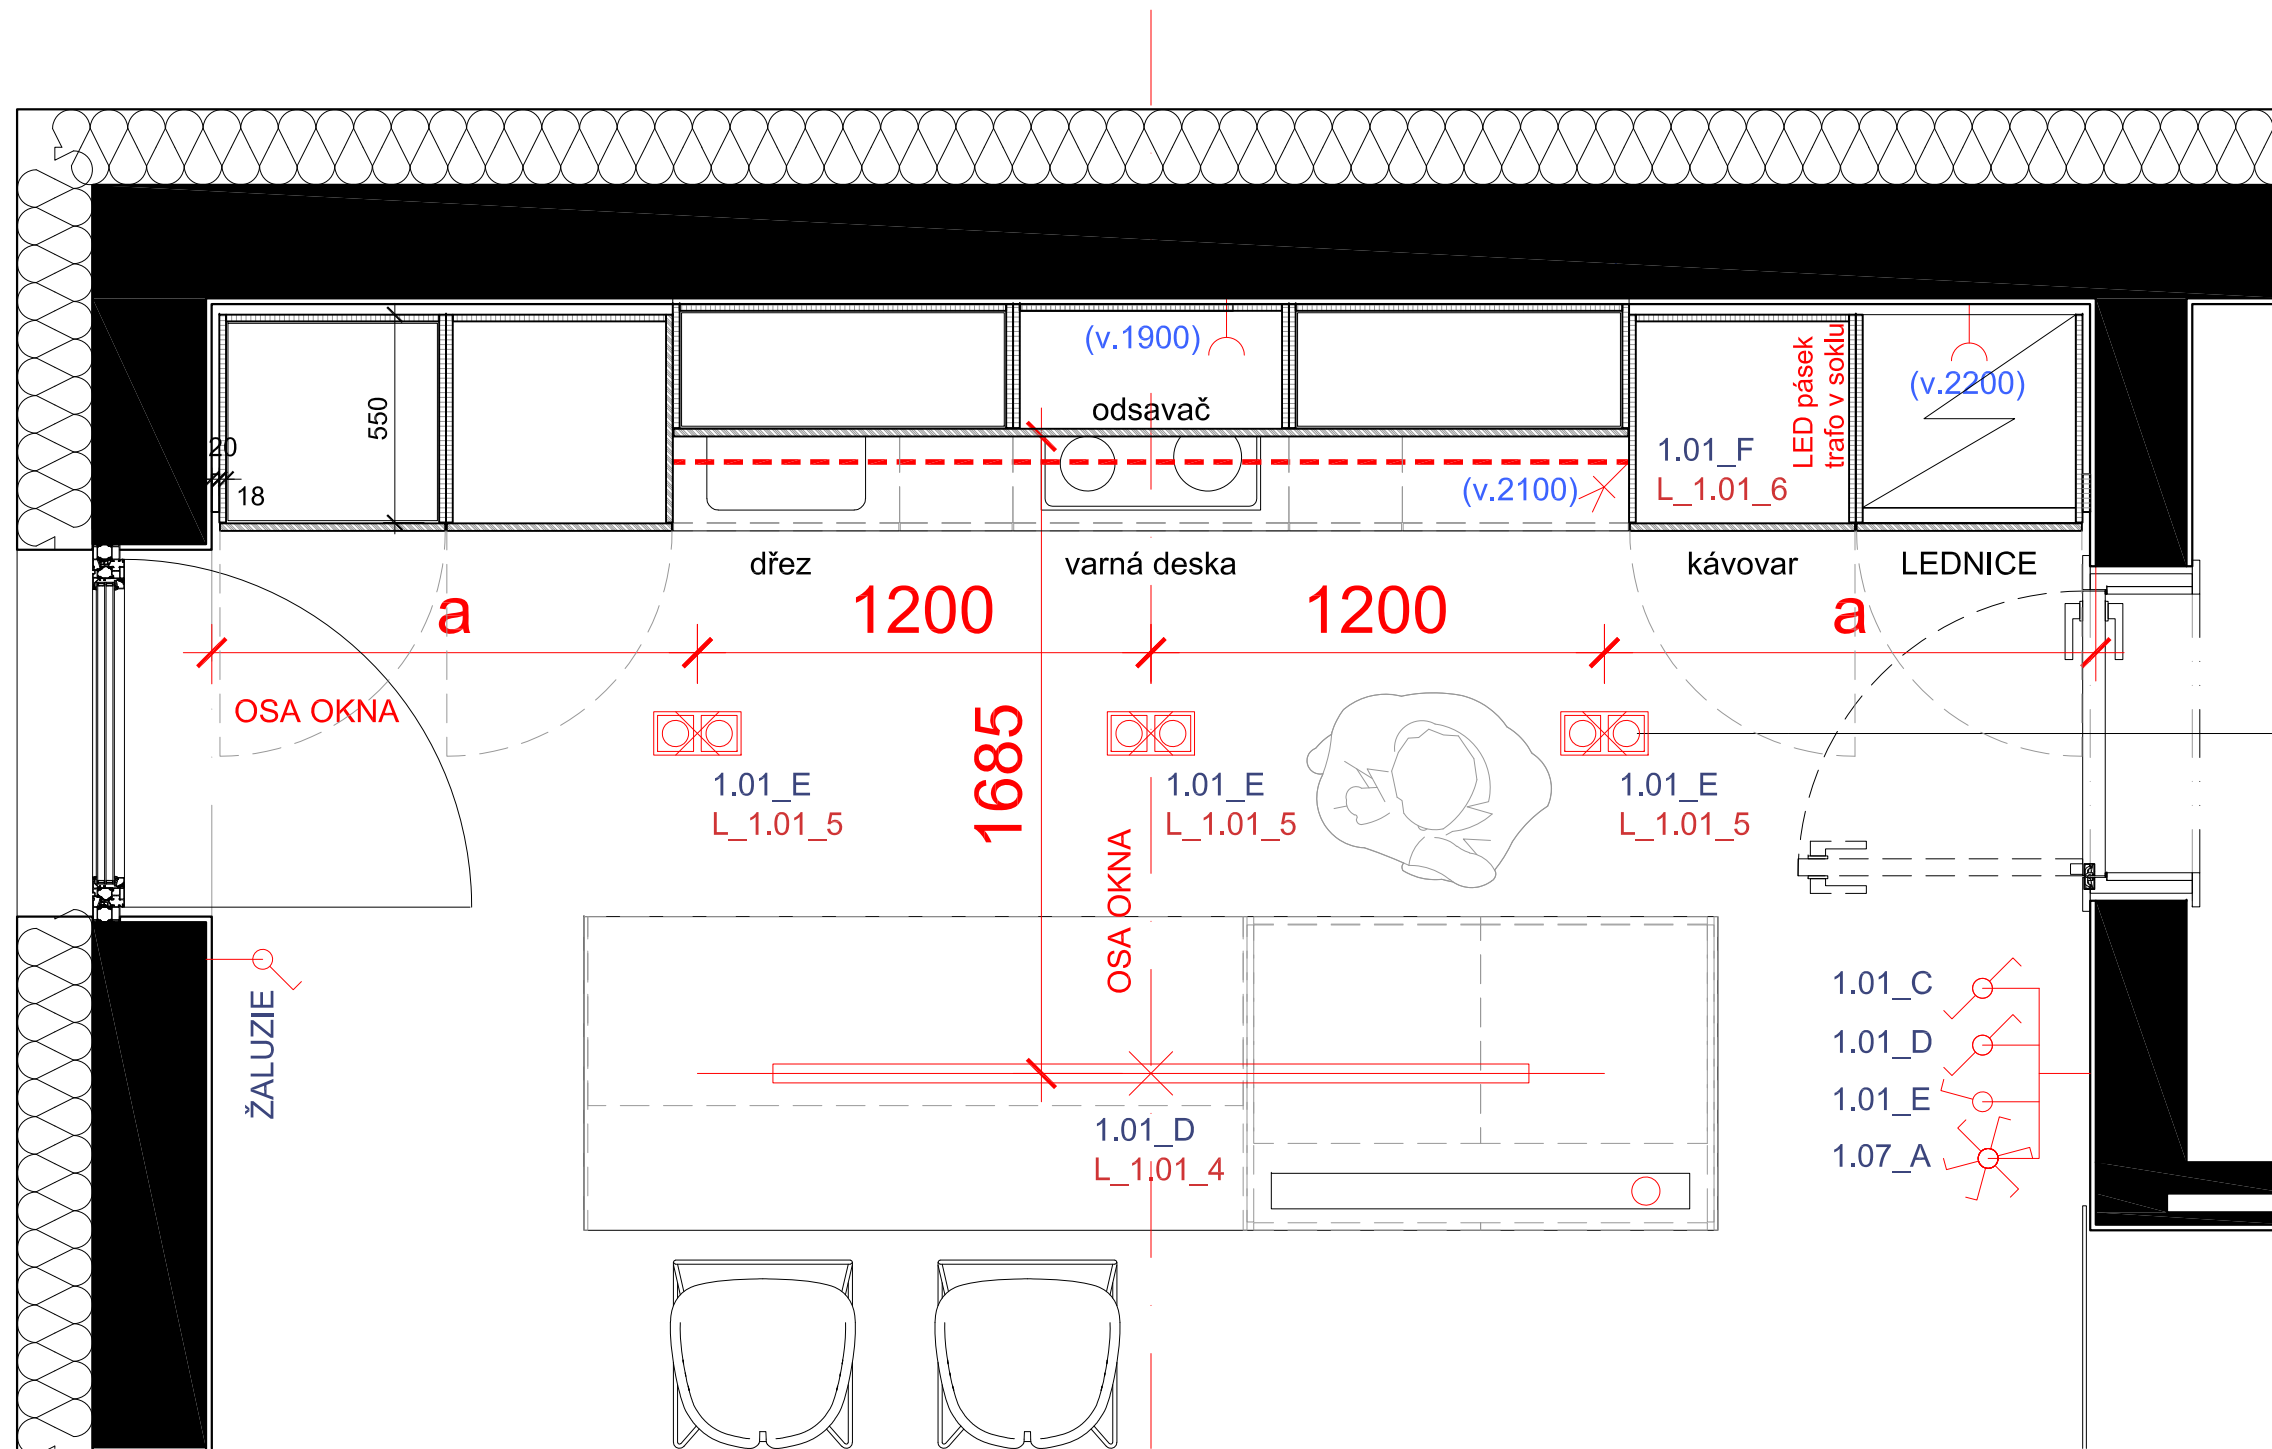 (v.1900)
odsavač
550
20
18
LED pásek
trafo v soklu
(v.2200)
1.01_F
L_1.01_6
(v.2100)
dřez
varná deska
kávovar
LEDNICE
a
1200
1200
a
OSA OKNA
1685
1.01_E
L_1.01_5
1.01_E
L_1.01_5
1.01_E
L_1.01_5
OSA OKNA
ŽALUZIE
1.01_C
1.01_D
1.01_E
1.07_A
1.01_D
L_1.01_4